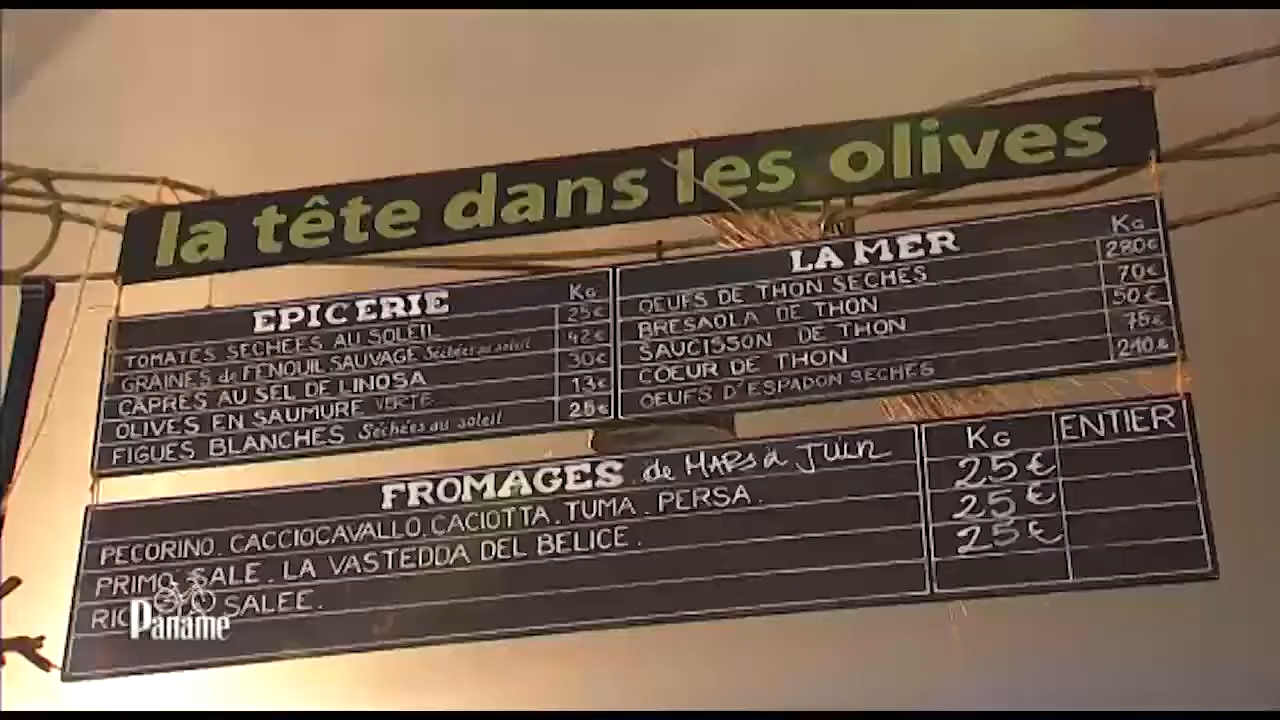 la tête dans les olives
EPICERIE Kg
TOMATES SECHEES AU SOLEIL 25€
GRAINES de FENOUIL SAUVAGE Séchées au soleil 42€
CAPRES AU SEL DE LINOSA 30€
OLIVES EN SAUMURE VERTE 13€
FIGUES BLANCHES Séchées au soleil 25€
LA MER Kg
OEUFS DE THON SECHES 280€
BRESAOLA DE THON 70€
SAUCISSON DE THON 50€
COEUR DE THON 75€
OEUFS D'ESPADON SECHES 210€
FROMAGES de MARS à JUIN Kg ENTIER
PECORINO. CACCIOCAVALLO. CACIOTTA. TUMA. PERSA. 25€
PRIMO SALE. LA VASTEDDA DEL BELICE. 25€
SALEE. 25€
Paname